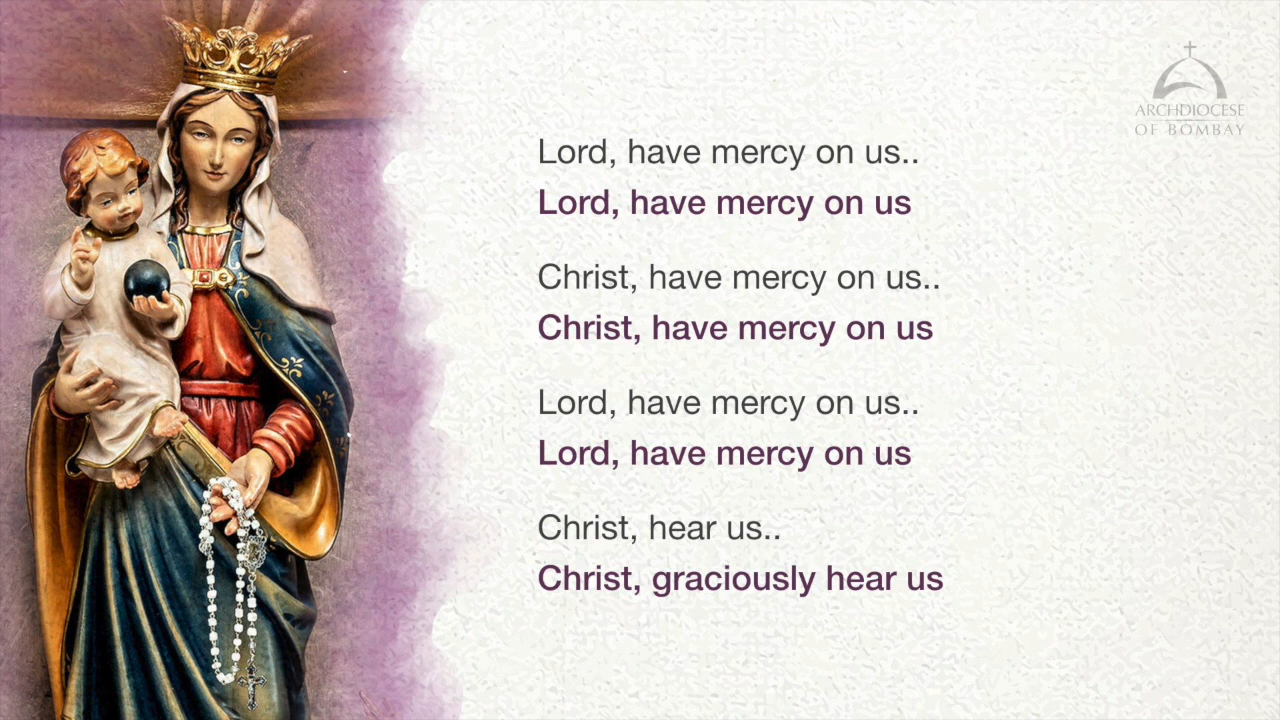 ARCHDIOCESE
OF BOMBAY
Lord, have mercy on us..
Lord, have mercy on us
Christ, have mercy on us..
Christ, have mercy on us
Lord, have mercy on us..
Lord, have mercy on us
Christ, hear us..
Christ, graciously hear us